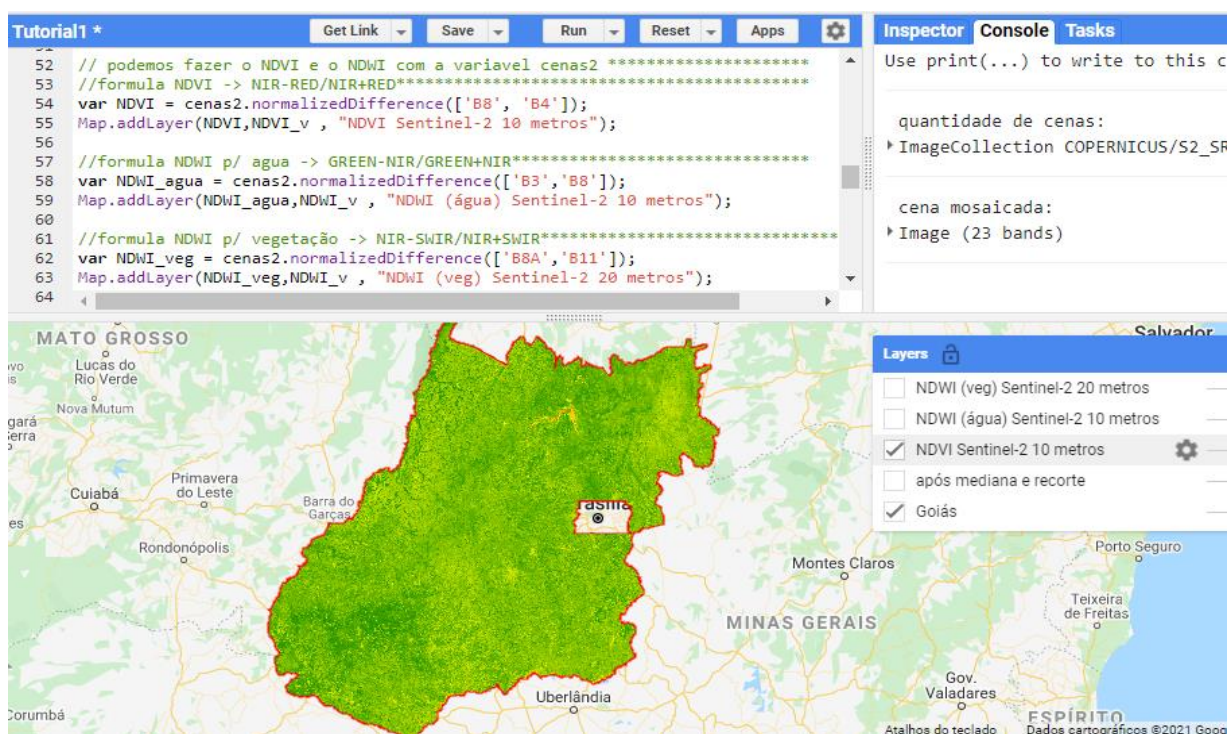 Tutorial1 *
Get Link
Save
Run
Reset
Apps
Inspector
Console
Tasks
Use print(...) to write to this c
quantidade de cenas:
ImageCollection COPERNICUS/S2_SR
cena mosaicada:
Image (23 bands)
51
52 // podemos fazer o NDVI e o NDWI com a variavel cenas2 **********************
53 //formula NDVI -> NIR-RED/NIR+RED*********************************************
54 var NDVI = cenas2.normalizedDifference(['B8', 'B4']);
55 Map.addLayer(NDVI,NDVI_v , "NDVI Sentinel-2 10 metros");
56
57 //formula NDWI p/ agua -> GREEN-NIR/GREEN+NIR*********************************
58 var NDWI_agua = cenas2.normalizedDifference(['B3','B8']);
59 Map.addLayer(NDWI_agua,NDWI_v , "NDWI (água) Sentinel-2 10 metros");
60
61 //formula NDWI p/ vegetação -> NIR-SWIR/NIR+SWIR*********************************
62 var NDWI_veg = cenas2.normalizedDifference(['B8A','B11']);
63 Map.addLayer(NDWI_veg,NDWI_v , "NDWI (veg) Sentinel-2 20 metros");
64
MATO GROSSO
Lucas do
Rio Verde
Nova Mutum
gará
Serra
Primavera
do Leste
Cuiabá
Barra do
Garças
Rondonópolis
Corumbá
Uberlândia
Montes Claros
MINAS GERAIS
Salvador
Layers
NDWI (veg) Sentinel-2 20 metros
NDWI (água) Sentinel-2 10 metros
NDVI Sentinel-2 10 metros
após mediana e recorte
Goiás
Porto Seguro
Teixeira
de Freitas
Gov.
Valadares
ESPÍRITO
Atalhos do teclado
Dados cartográficos ©2021 Goog